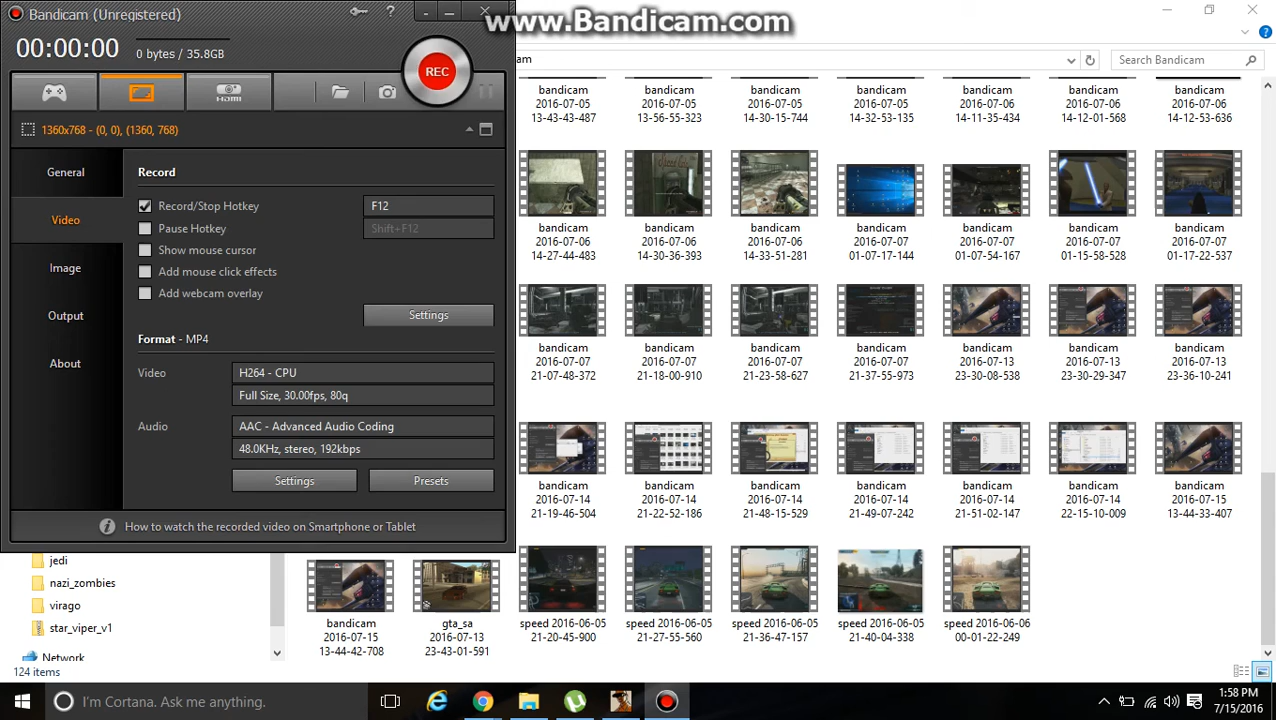 Bandicam (Unregistered)
www.Bandicam.com
00:00:00
0 bytes / 35.8GB
REC
HDMI
1360x768 - (0, 0), (1360, 768)
General
Video
Image
Output
About
Record
Record/Stop Hotkey
F12
Pause Hotkey
Shift+F12
Show mouse cursor
Add mouse click effects
Add webcam overlay
Settings
Format - MP4
Video
H264 - CPU
Full Size, 30.00fps, 80q
Audio
AAC - Advanced Audio Coding
48.0KHz, stereo, 192kbps
Settings
Presets
How to watch the recorded video on Smartphone or Tablet
am
Search Bandicam
bandicam
2016-07-05
13-43-43-487
bandicam
2016-07-05
13-56-55-323
bandicam
2016-07-05
14-30-15-744
bandicam
2016-07-05
14-32-53-135
bandicam
2016-07-06
14-11-35-434
bandicam
2016-07-06
14-12-01-568
bandicam
2016-07-06
14-12-53-636
bandicam
2016-07-06
14-27-44-483
bandicam
2016-07-06
14-30-36-393
bandicam
2016-07-06
14-33-51-281
bandicam
2016-07-07
01-07-17-144
bandicam
2016-07-07
01-07-54-167
bandicam
2016-07-07
01-15-58-528
bandicam
2016-07-07
01-17-22-537
bandicam
2016-07-07
21-07-48-372
bandicam
2016-07-07
21-18-00-910
bandicam
2016-07-07
21-23-58-627
bandicam
2016-07-07
21-37-55-973
bandicam
2016-07-13
23-30-08-538
bandicam
2016-07-13
23-30-29-347
bandicam
2016-07-13
23-36-10-241
bandicam
2016-07-14
21-19-46-504
bandicam
2016-07-14
21-22-52-186
bandicam
2016-07-14
21-48-15-529
bandicam
2016-07-14
21-49-07-242
bandicam
2016-07-14
21-51-02-147
bandicam
2016-07-14
22-15-10-009
bandicam
2016-07-15
13-44-33-407
jedi
nazi_zombies
virago
star_viper_v1
Network
bandicam
2016-07-15
13-44-42-708
gta_sa
2016-07-13
23-43-01-591
speed 2016-06-05
21-20-45-900
speed 2016-06-05
21-27-55-560
speed 2016-06-05
21-36-47-157
speed 2016-06-05
21-40-04-338
speed 2016-06-06
00-01-22-249
124 items
I'm Cortana. Ask me anything.
1:58 PM
7/15/2016